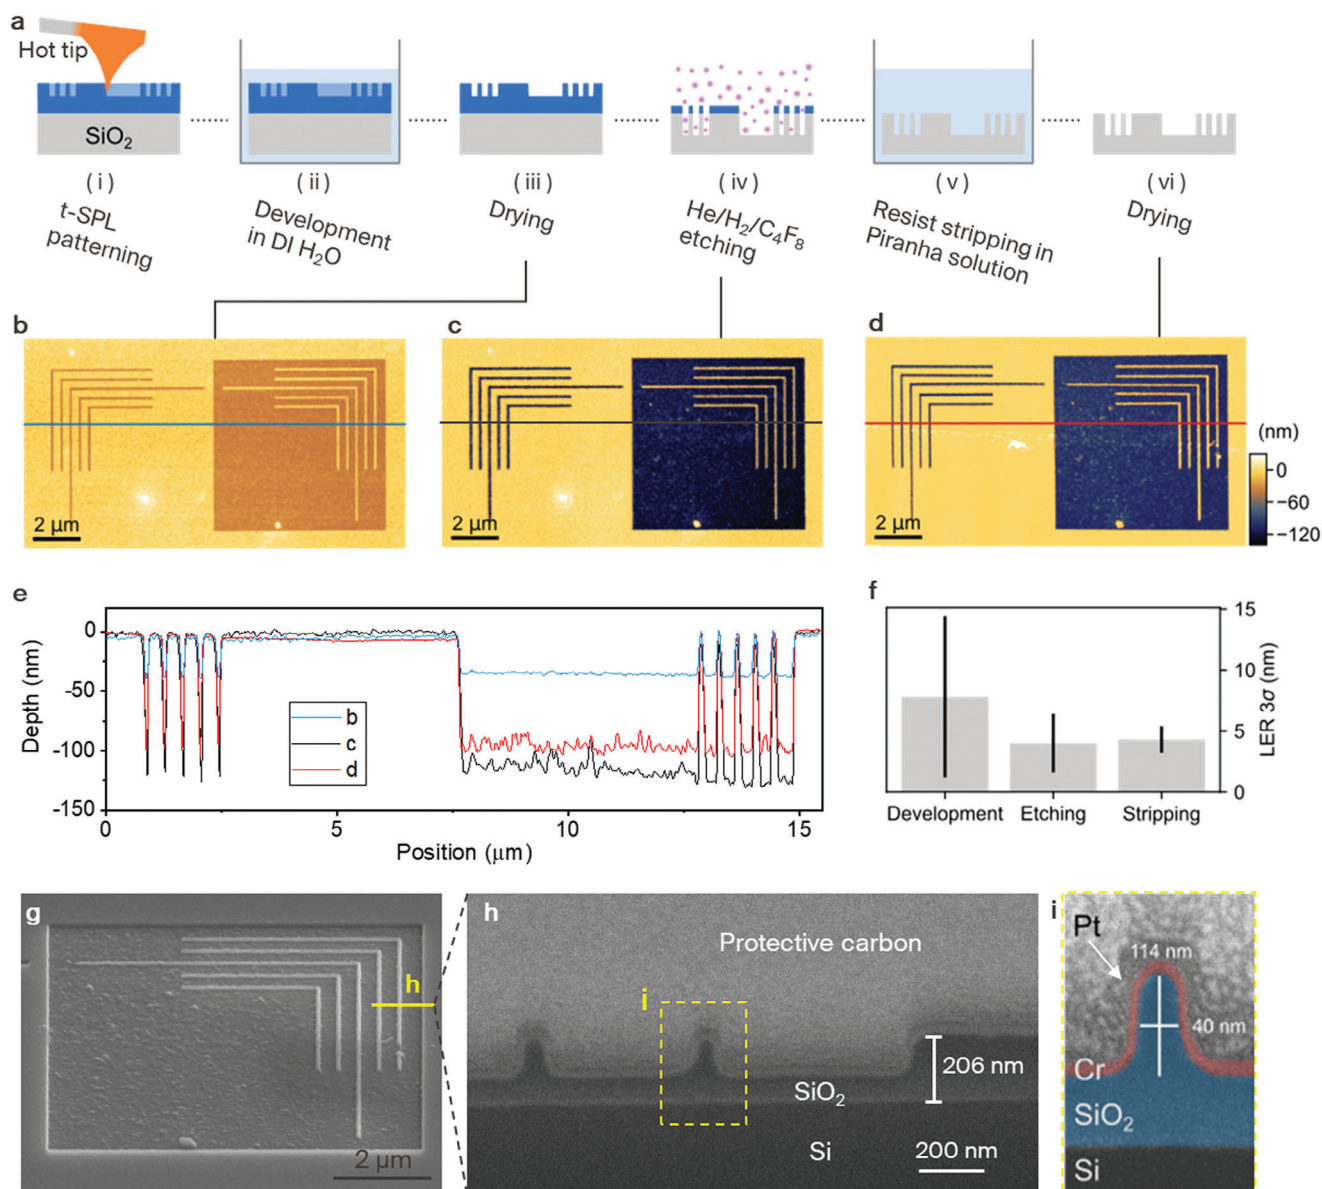 a
Hot tip
SiO2
(i)
(ii)
(iii)
(iv)
(v)
(vi)
t-SPL
patterning
Development
in DI H2O
Drying
He/H2/C4F8
etching
Resist stripping in
Piranha solution
Drying
b
2 μm
c
2 μm
d
2 μm
(nm)
0
−60
−120
e
Depth (nm)
0
-50
-100
-150
b
c
d
0
5
10
15
Position (μm)
f
15
10
5
0
LER 3σ (nm)
Development
Etching
Stripping
g
h
2 μm
h
Protective carbon
i
206 nm
SiO2
Si
200 nm
i
Pt
114 nm
40 nm
Cr
SiO2
Si